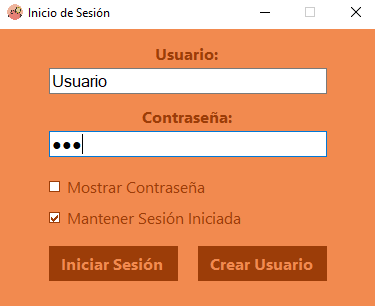 Inicio de Sesión
Usuario:
Usuario
Contraseña:
●●●
Mostrar Contraseña
Mantener Sesión Iniciada
Iniciar Sesión
Crear Usuario